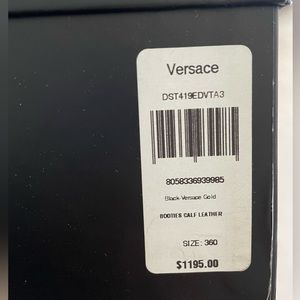 Versace
DST419EDVTA3
8058336939985
Black-Versace Gold
BOOTIES CALF LEATHER
SIZE: 360
$1195.00